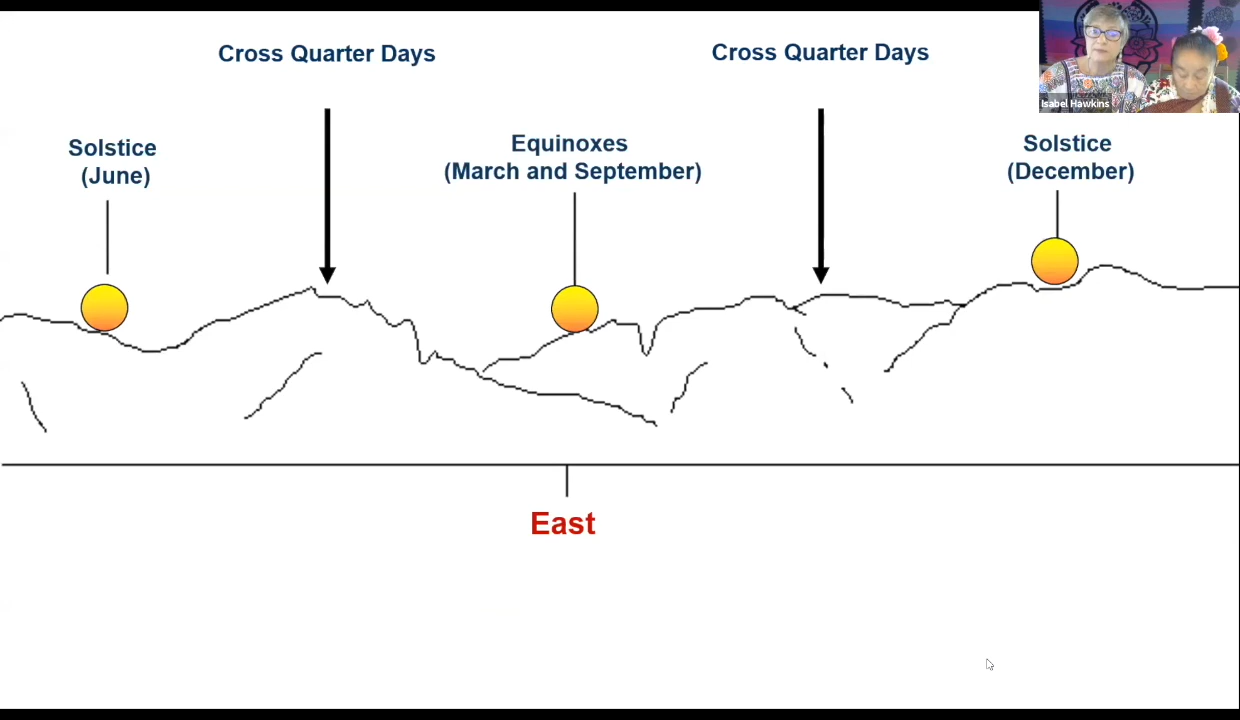 Cross Quarter Days
Cross Quarter Days
Isabel Hawkins
Solstice
(June)
Equinoxes
(March and September)
Solstice
(December)
East